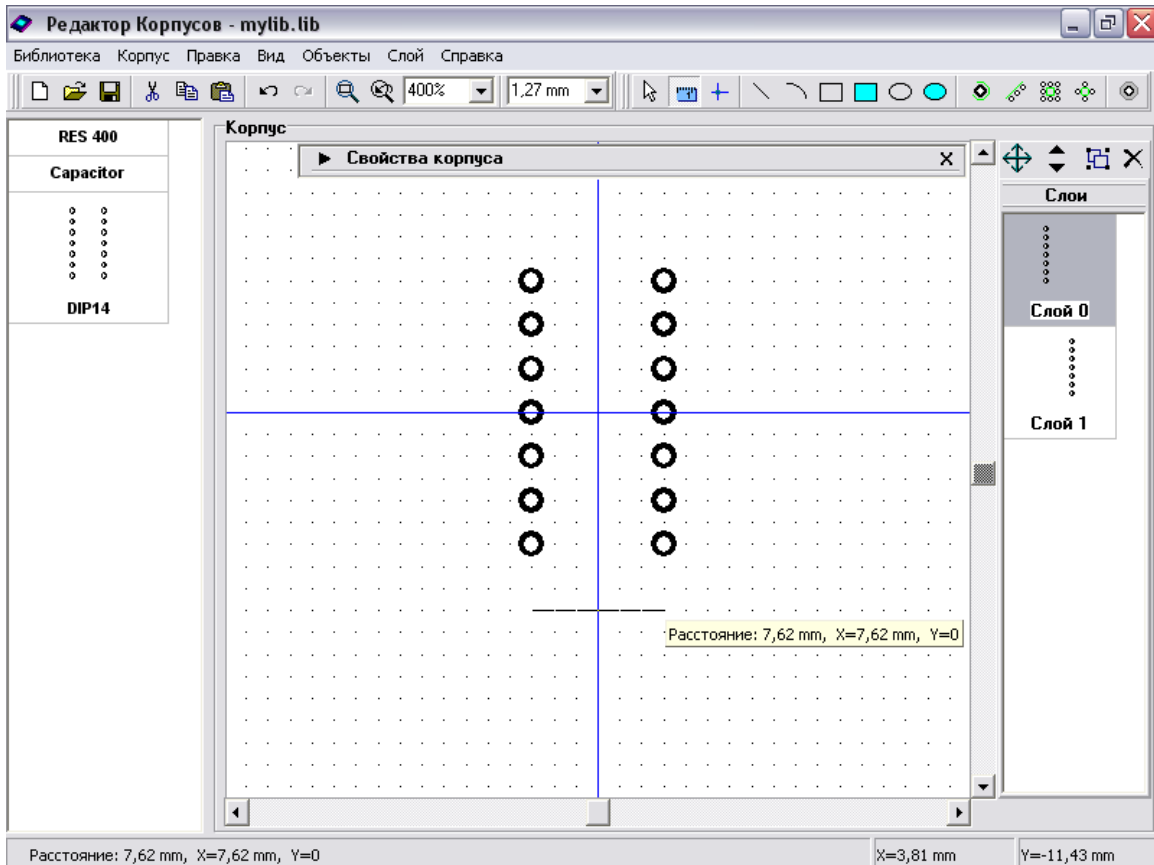 Редактор Корпусов - mylib.lib
Библиотека Корпус Правка Вид Объекты Слой Справка
400% 1,27 mm
RES 400
Capacitor
DIP14
Корпус
Свойства корпуса
Слои
Слой 0
Слой 1
Расстояние: 7,62 mm, X=7,62 mm, Y=0
Расстояние: 7,62 mm, X=7,62 mm, Y=0 X=3,81 mm Y=-11,43 mm